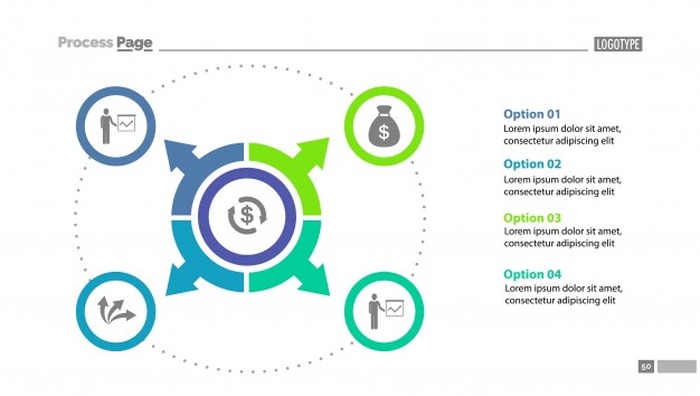 Process Page
LOGOTYPE
$
$
Option 01
Lorem ipsum dolor sit amet,
consectetur adipiscing elit
Option 02
Lorem ipsum dolor sit amet,
consectetur adipiscing elit
Option 03
Lorem ipsum dolor sit amet,
consectetur adipiscing elit
Option 04
Lorem ipsum dolor sit amet,
consectetur adipiscing elit
50